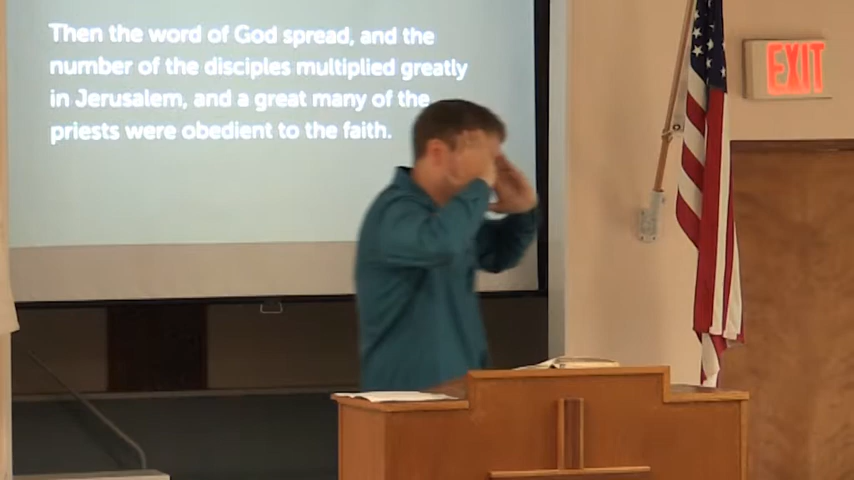 Then the word of God spread, and the
number of the disciples multiplied greatly
in Jerusalem, and a great many of the
priests were obedient to the faith.
EXIT